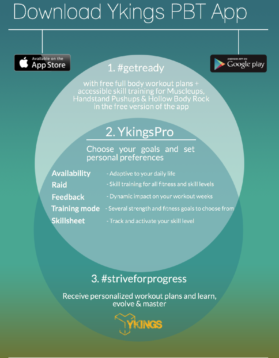 Download Ykings PBT App
Available on the
App Store
Google play
1. #getready
with free full body workout plans +
accessible skill training for Muscleups,
Handstand Pushups & Hollow Body Rock
in the free version of the app
2. YkingsPro
Choose your goals and set
personal preferences
Availability - Adoptive to your daily life
Raid - Skill training for all fitness and skill levels
Feedback - Dynamic impact on your workout weeks
Training mode - Several strength and fitness goals to choose from
Skillsheet - Track and activate your skill level
3. #striveforprogress
Receive personalized workout plans and learn,
evolve & master
YKINGS